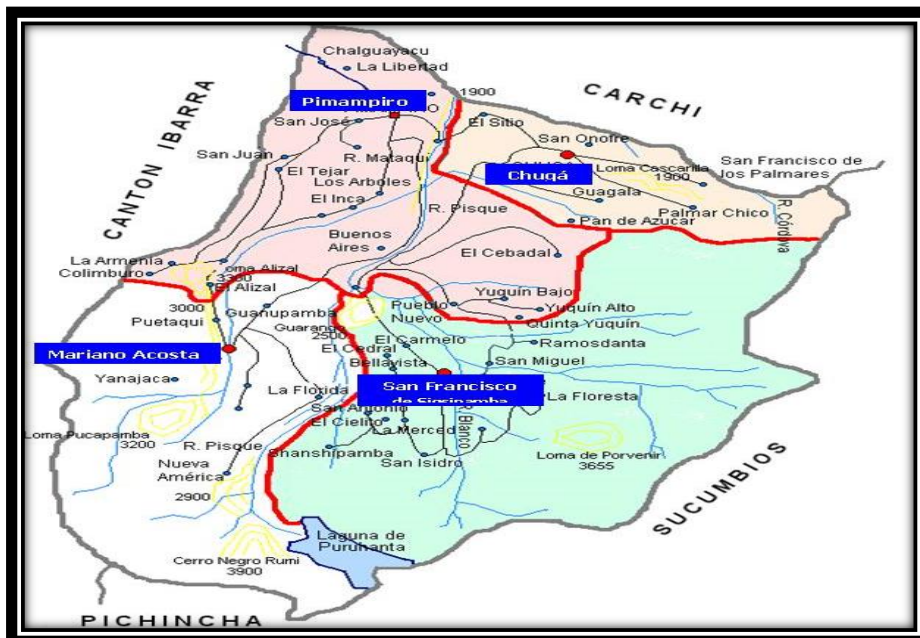 Chalguayacu
La Libertad
1900
CARCHI
Pimampiro
San José
El Sitio
San Onofre
CANTON IBARRA
San Juan
R. Mataqui
El Tejar
Los Arboles
El Inca
Chugá
Loma Cascarilla
1960
San Francisco de
los Palmares
Guagala
Palmar Chico
R. Pisque
Pan de Azucar
R. Córdova
Buenos
Aires
La Armenia
Colimburo
El Cebadal
Loma Alizal
3380
El Alizal
3000
Puetaqui
Guanupamba
Guarango
2500
Pueblo
Nuevo
Yuquín Bajo
Yuquín Alto
Quinta Yuquín
Ramosdanta
Mariano Acosta
El Carmelo
El Cedral
Bellavista
San Miguel
Yanajaca
La Florida
San Francisco
de Sigsipamba
La Floresta
San Antonio
El Cielito
La Merced
R. Blanco
Loma Pucapamba
3200
R. Pisque
Shanshipamba
San Isidro
Loma de Porvenir
3655
Nueva
América
2900
SUCUMBIOS
Laguna de
Puruhanta
Cerro Negro Rumi
3900
PICHINCHA